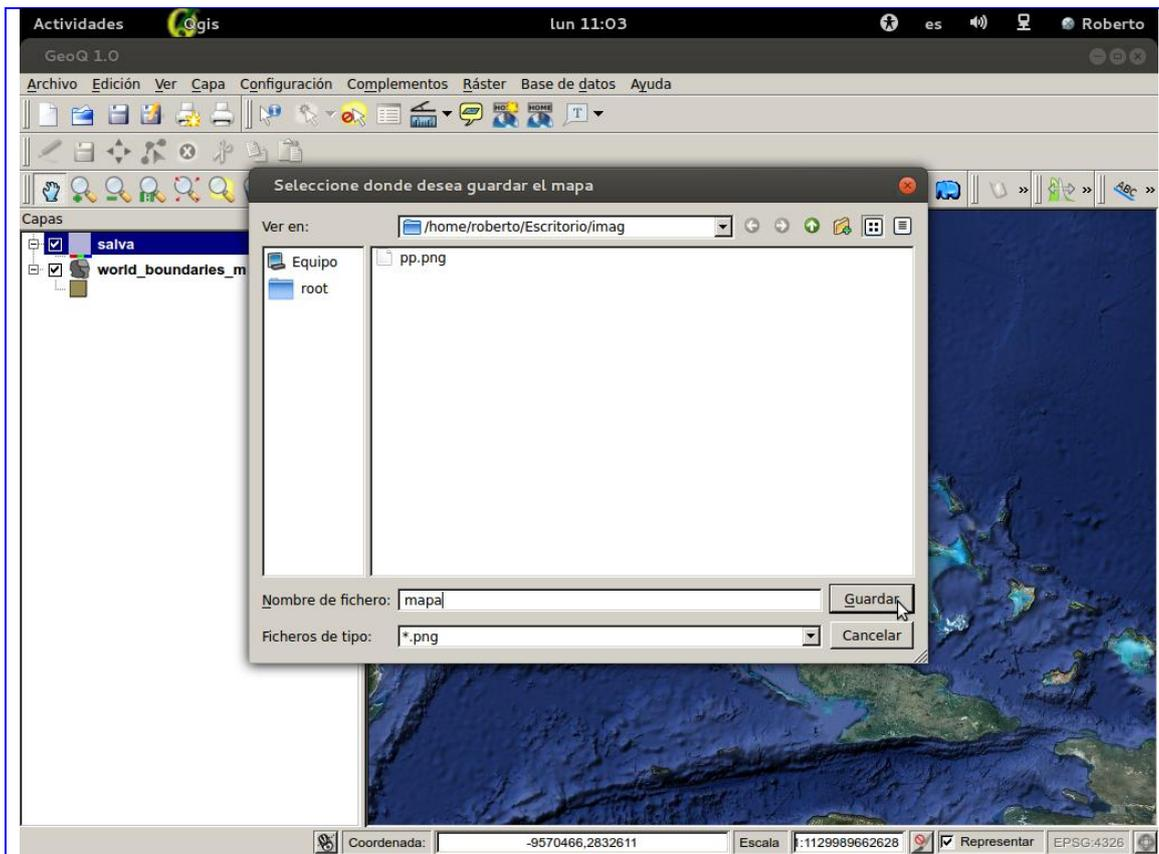 Actividades Qgis lun 11:03 es Roberto
GeoQ 1.0
Archivo Edición Ver Capa Configuración Complementos Ráster Base de datos Ayuda
Capas
salva
world_boundaries_m
Seleccione donde desea guardar el mapa
Ver en: /home/roberto/Escritorio/imag
Equipo
root
pp.png
Nombre de fichero: mapa Guardar
Ficheros de tipo: *.png Cancelar
Coordenada: -9570466,2832611 Escala 1:1129989662628 Representar EPSG:4326